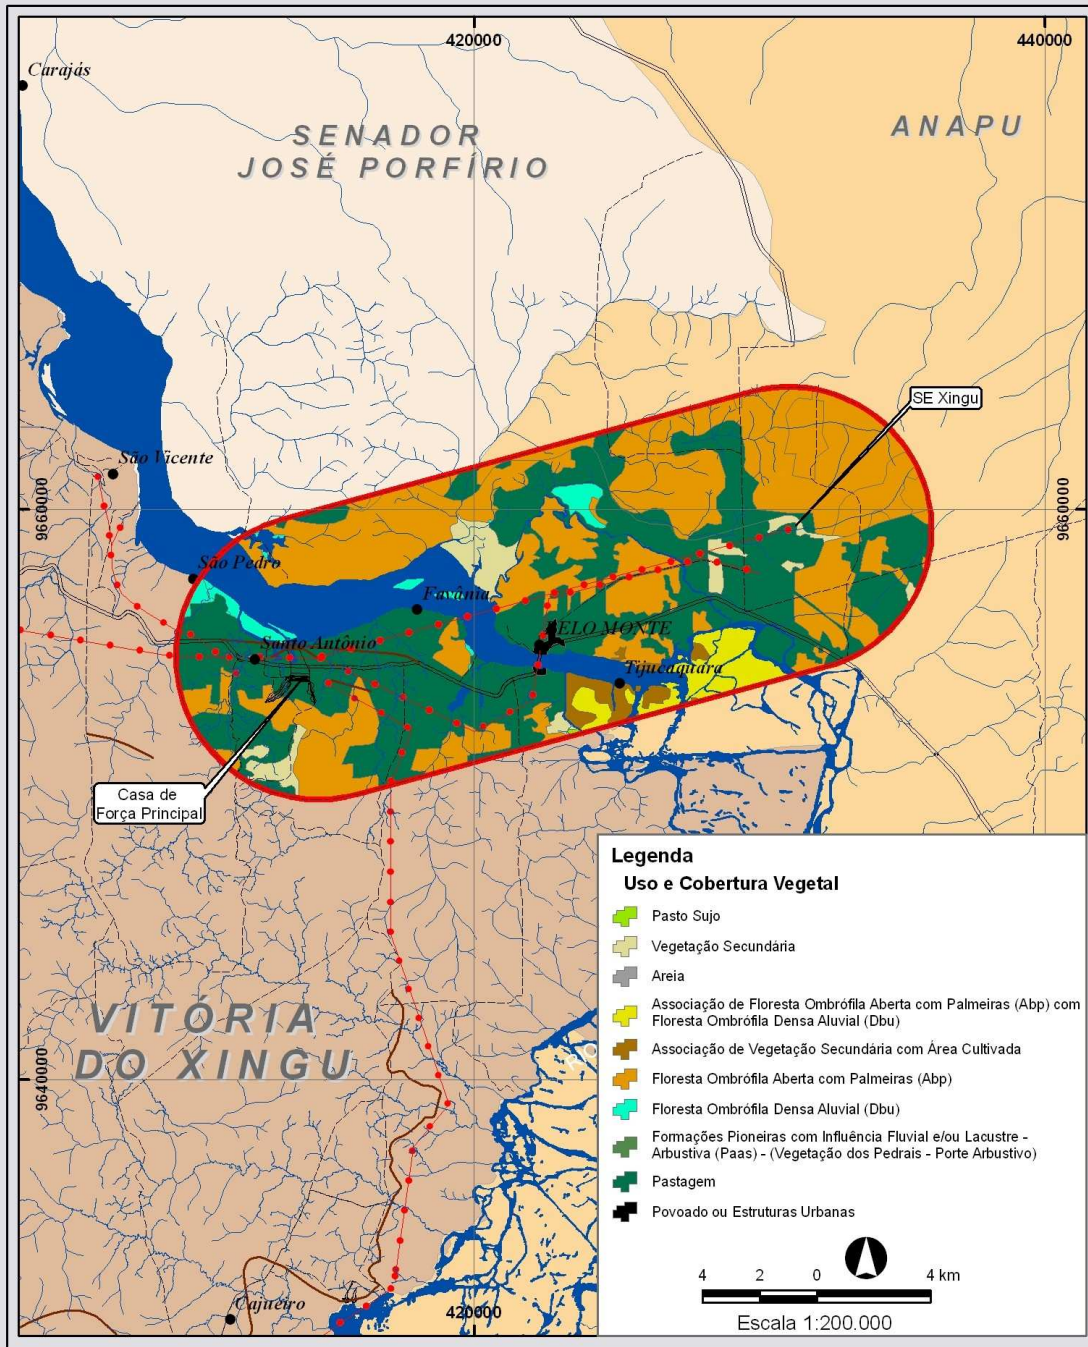 420000
440000
Carajás
SENADOR
JOSÉ PORFÍRIO
ANAPU
SE Xingu
São Vicente
9660000
9660000
São Pedro
Favânia
Santo Antônio
BELO MONTE
Tijucaquara
Casa de
Força Principal
VITÓRIA
DO XINGU
9640000
Cajueiro
420000
Legenda
Uso e Cobertura Vegetal
Pasto Sujo
Vegetação Secundária
Areia
Associação de Floresta Ombrófila Aberta com Palmeiras (Abp) com
Floresta Ombrófila Densa Aluvial (Dbu)
Associação de Vegetação Secundária com Área Cultivada
Floresta Ombrófila Aberta com Palmeiras (Abp)
Floresta Ombrófila Densa Aluvial (Dbu)
Formações Pioneiras com Influência Fluvial e/ou Lacustre -
Arbustiva (Paas) - (Vegetação dos Pedrais - Porte Arbustivo)
Pastagem
Povoado ou Estruturas Urbanas
4 2 0 4 km
Escala 1:200.000